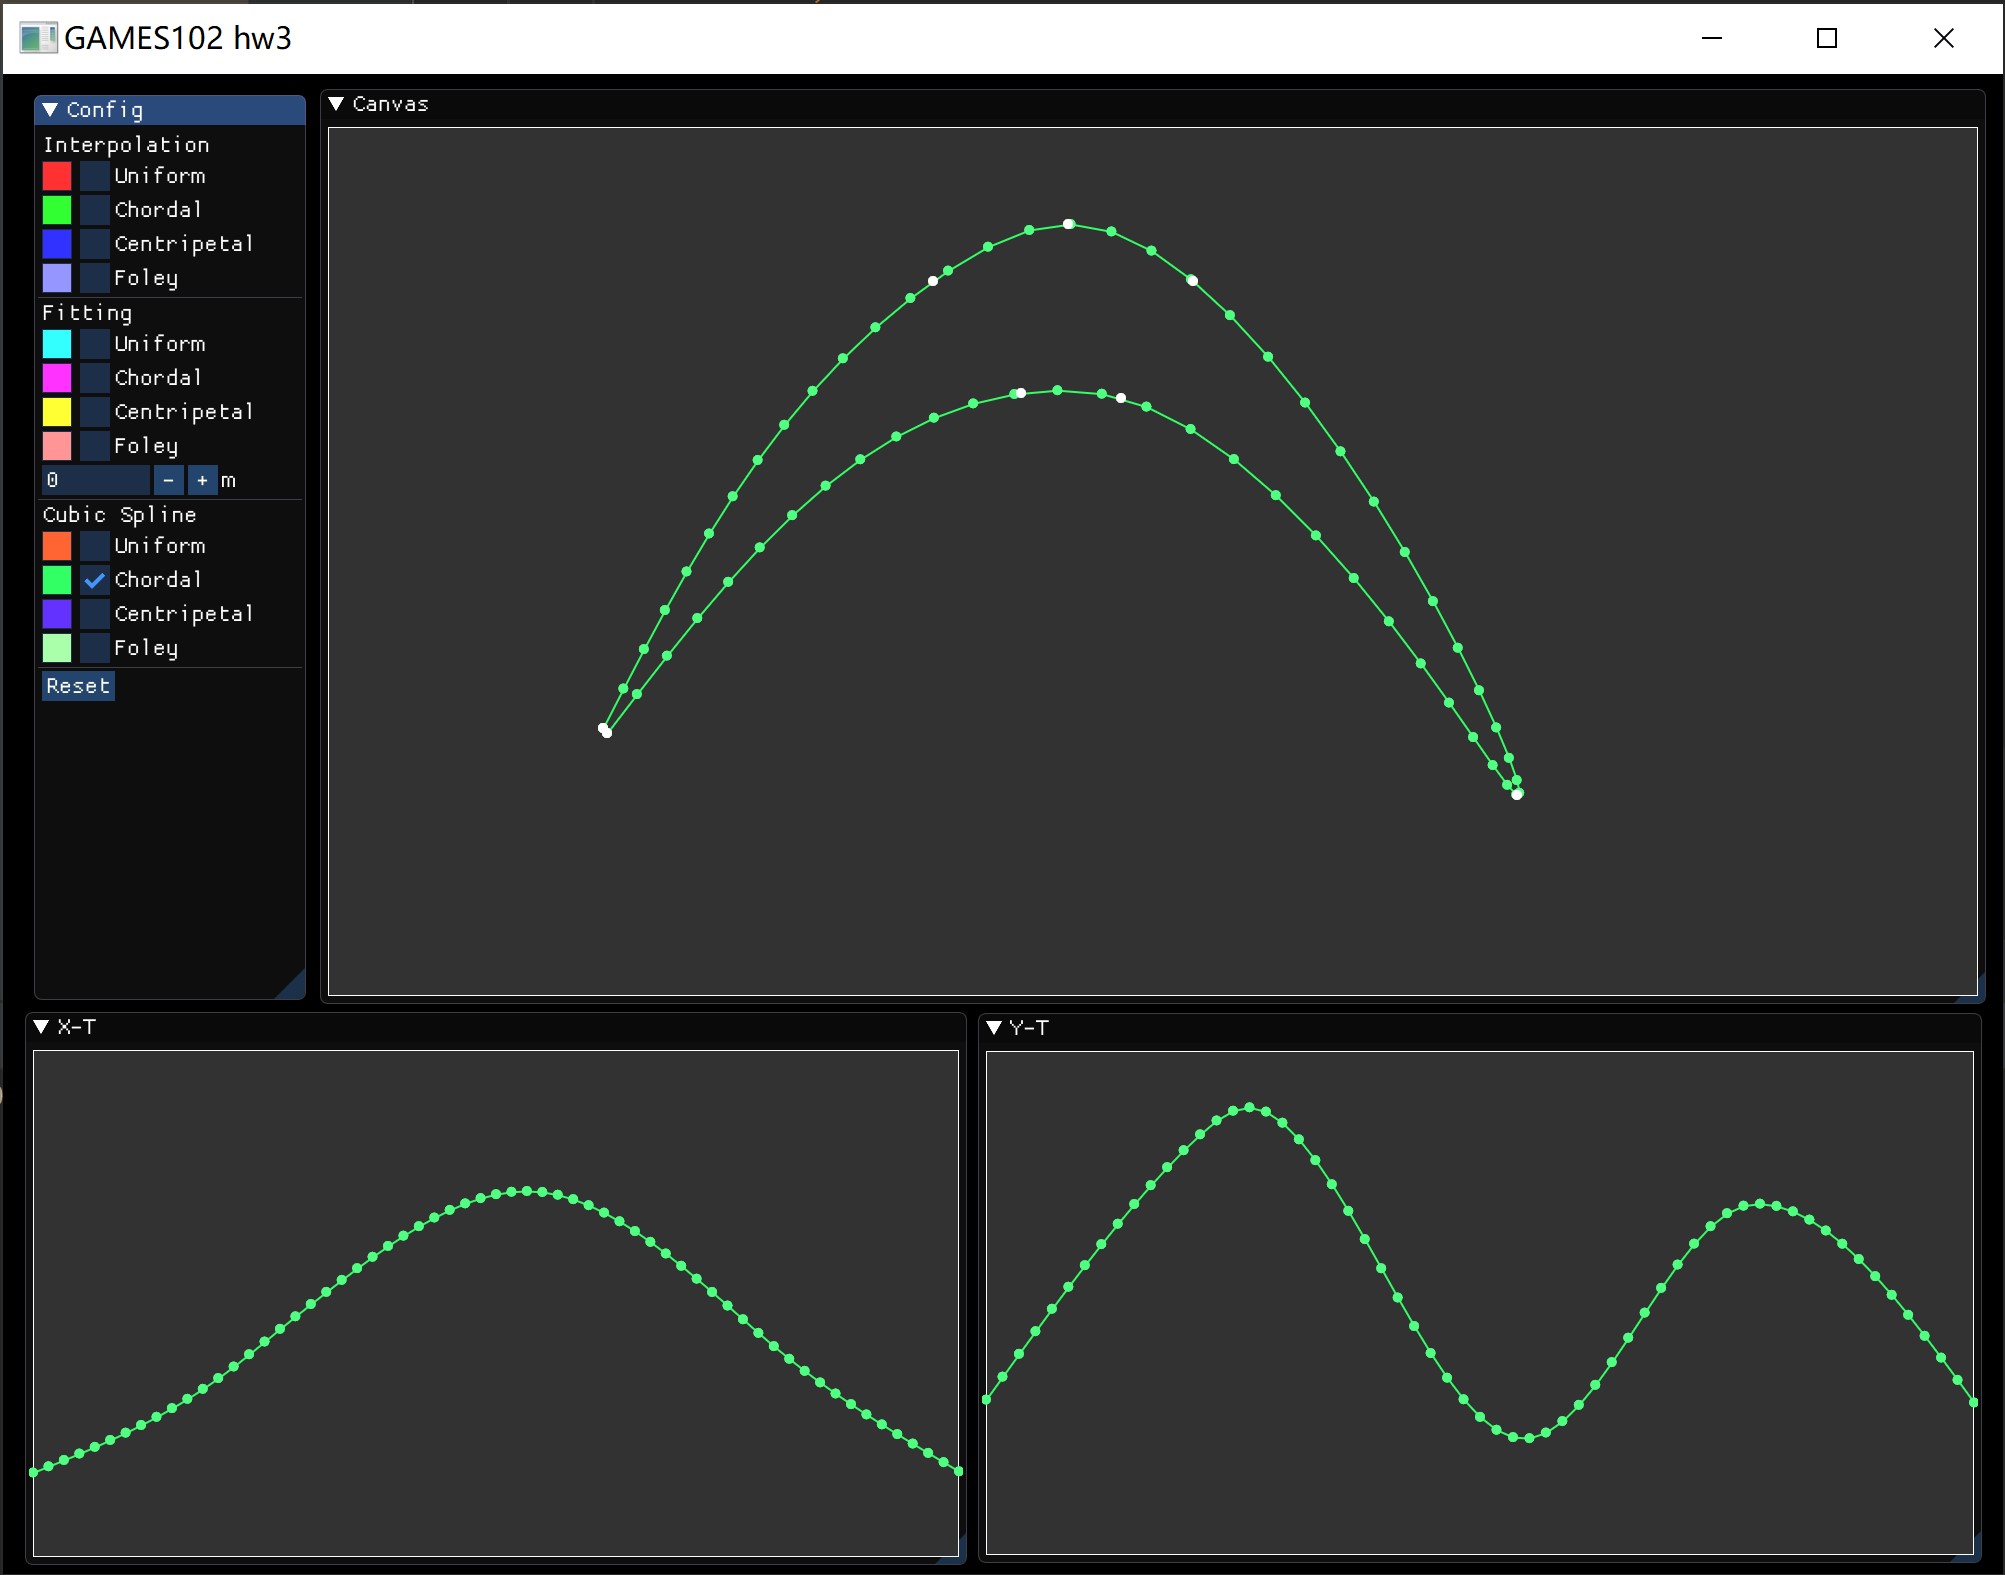 GAMES102 hw3
Config
Interpolation
Uniform
Chordal
Centripetal
Foley
Fitting
Uniform
Chordal
Centripetal
Foley
0 - + m
Cubic Spline
Uniform
Chordal
Centripetal
Foley
Reset
Canvas
X-T
Y-T